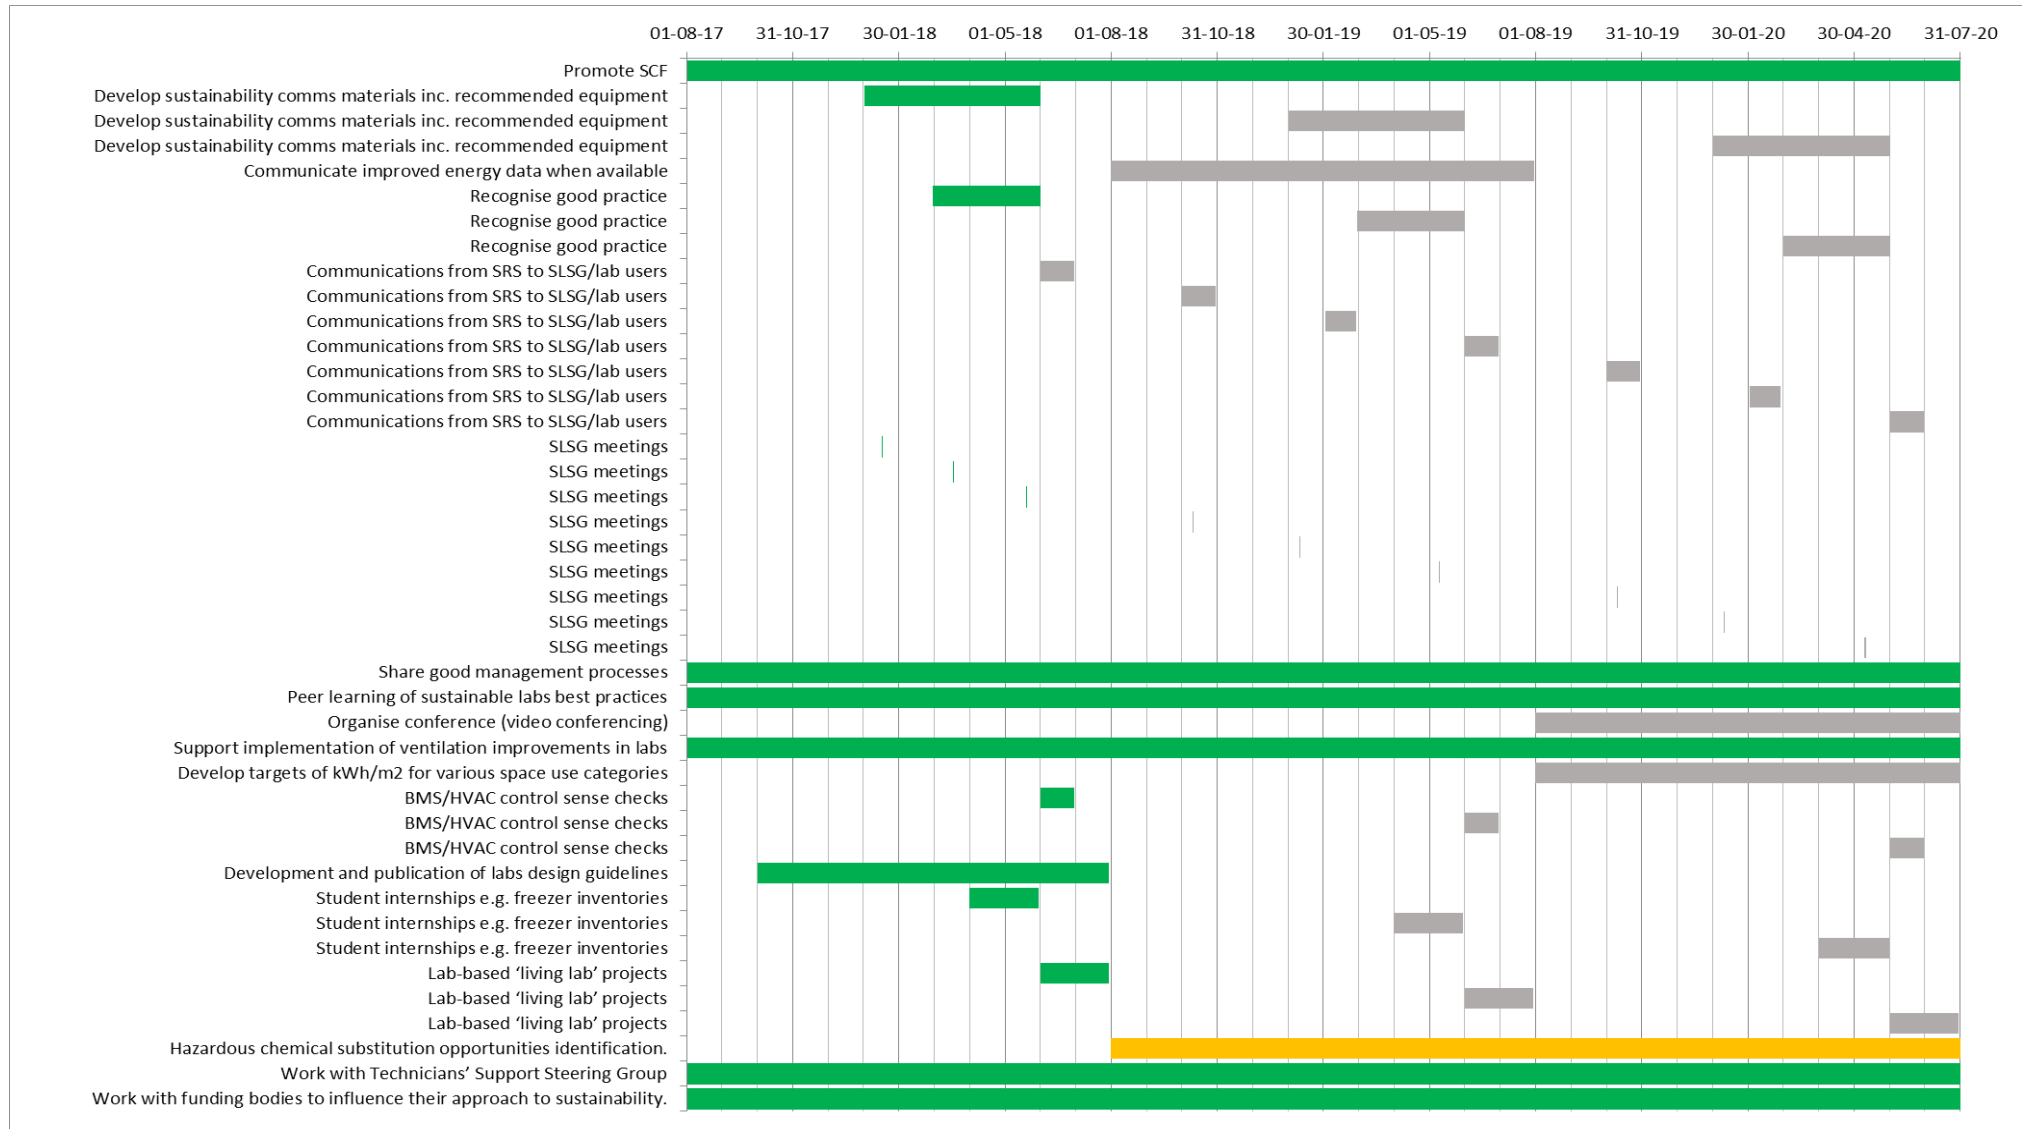 01-08-17 31-10-17 30-01-18 01-05-18 01-08-18 31-10-18 30-01-19 01-05-19 01-08-19 31-10-19 30-01-20 30-04-20 31-07-20
Promote SCF
Develop sustainability comms materials inc. recommended equipment
Develop sustainability comms materials inc. recommended equipment
Develop sustainability comms materials inc. recommended equipment
Communicate improved energy data when available
Recognise good practice
Recognise good practice
Recognise good practice
Communications from SRS to SLSG/lab users
Communications from SRS to SLSG/lab users
Communications from SRS to SLSG/lab users
Communications from SRS to SLSG/lab users
Communications from SRS to SLSG/lab users
Communications from SRS to SLSG/lab users
Communications from SRS to SLSG/lab users
SLSG meetings
SLSG meetings
SLSG meetings
SLSG meetings
SLSG meetings
SLSG meetings
SLSG meetings
SLSG meetings
SLSG meetings
Share good management processes
Peer learning of sustainable labs best practices
Organise conference (video conferencing)
Support implementation of ventilation improvements in labs
Develop targets of kWh/m2 for various space use categories
BMS/HVAC control sense checks
BMS/HVAC control sense checks
BMS/HVAC control sense checks
Development and publication of labs design guidelines
Student internships e.g. freezer inventories
Student internships e.g. freezer inventories
Student internships e.g. freezer inventories
Lab-based ‘living lab’ projects
Lab-based ‘living lab’ projects
Lab-based ‘living lab’ projects
Hazardous chemical substitution opportunities identification.
Work with Technicians’ Support Steering Group
Work with funding bodies to influence their approach to sustainability.